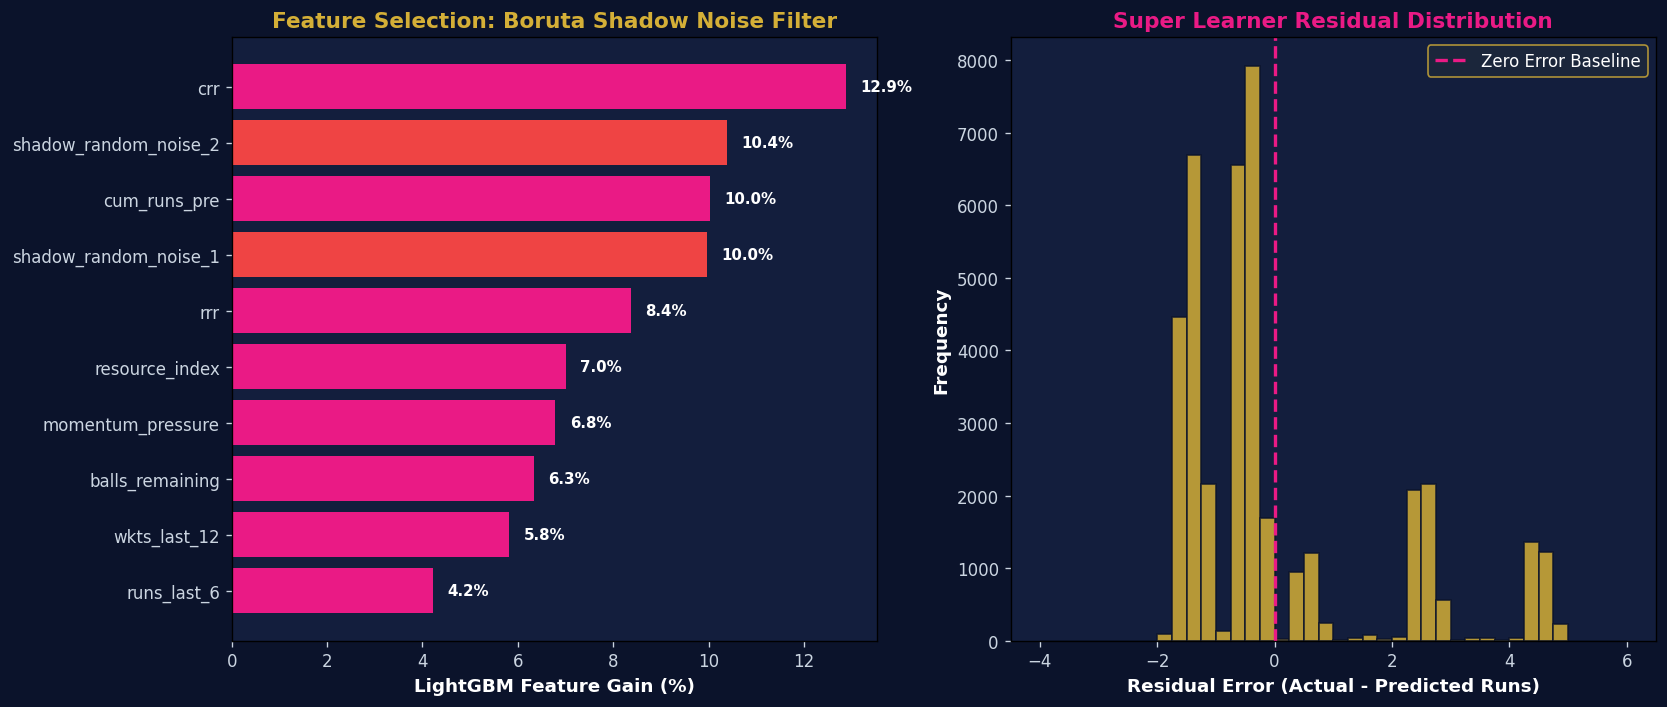 Feature Selection: Boruta Shadow Noise Filter
crr
12.9%
shadow_random_noise_2
10.4%
cum_runs_pre
10.0%
shadow_random_noise_1
10.0%
rrr
8.4%
resource_index
7.0%
momentum_pressure
6.8%
balls_remaining
6.3%
wkts_last_12
5.8%
runs_last_6
4.2%
0 2 4 6 8 10 12
LightGBM Feature Gain (%)
Super Learner Residual Distribution
Zero Error Baseline
Frequency
8000
7000
6000
5000
4000
3000
2000
1000
0
−4 −2 0 2 4 6
Residual Error (Actual - Predicted Runs)